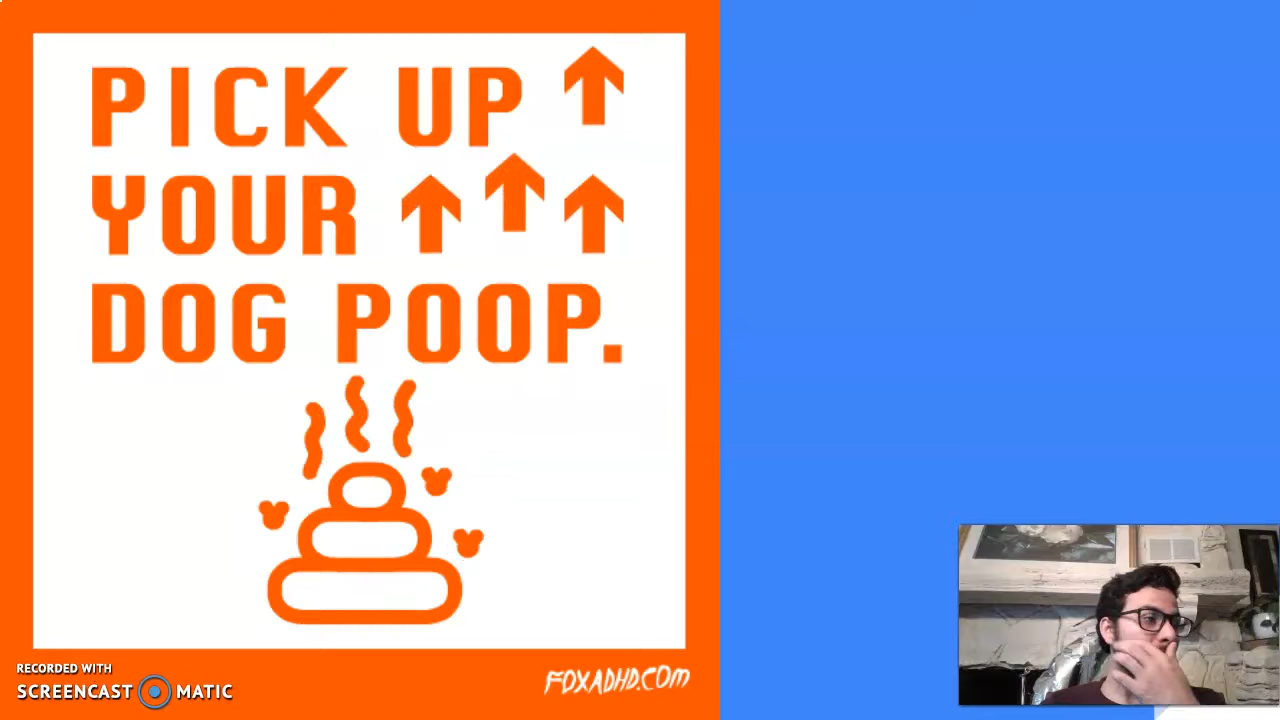 PICK UP
YOUR
DOG POOP.
RECORDED WITH
SCREENCAST MATIC
FOXADHD.COM